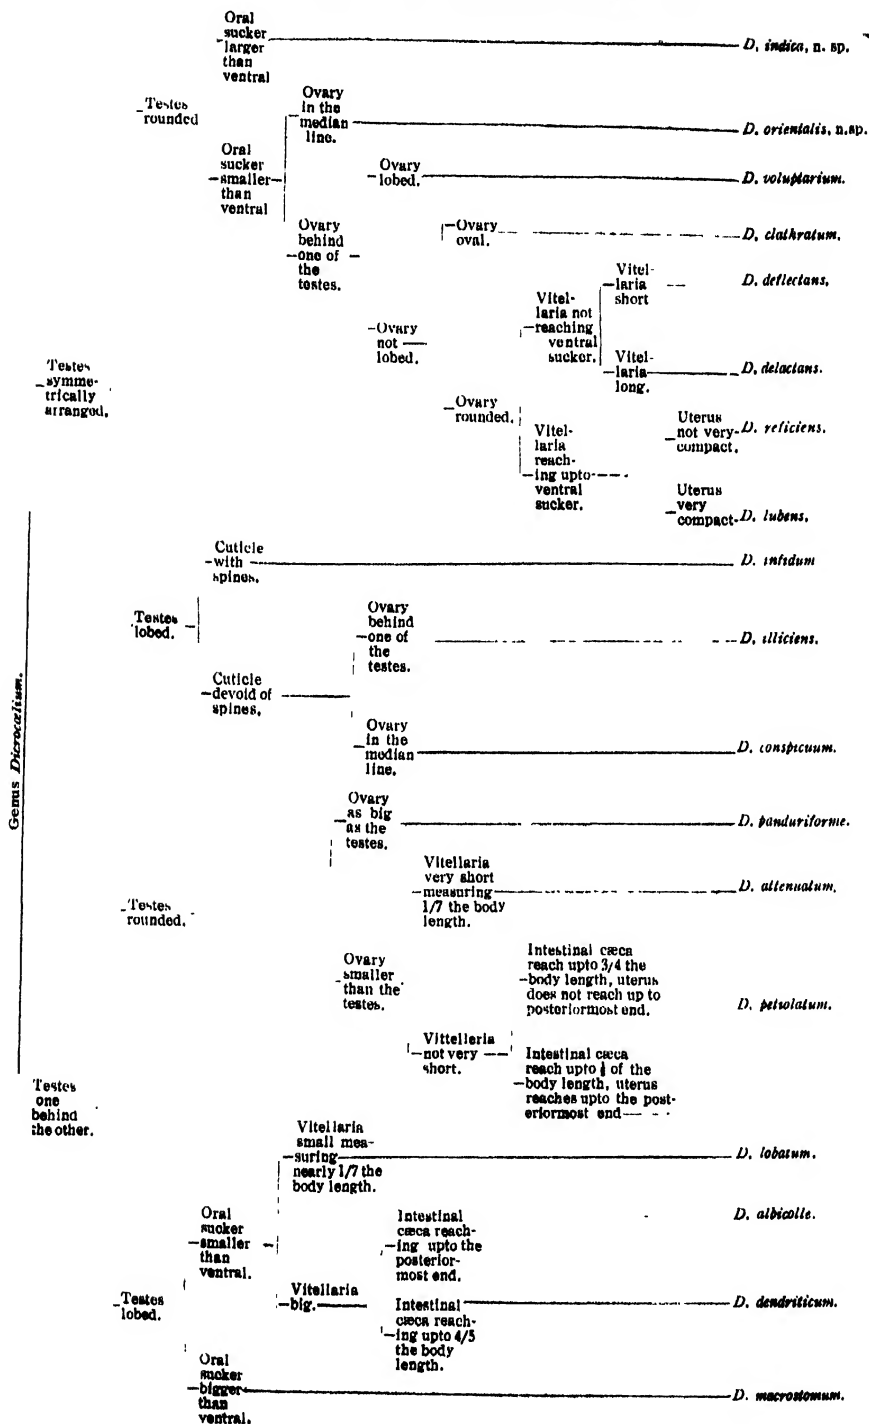 Oral
sucker
larger
than
ventral
D. indica, n. sp.
Testes
rounded
Ovary
in the
median
line.
D. orientalis, n.sp.
Oral
sucker
smaller
than
ventral
Ovary
lobed.
D. voluptarium.
Ovary
behind
one of
the
testes.
Ovary
oval.
D. clathratum.
Vitel-
laria
short
D. deflectans.
Vitel-
laria not
reaching
ventral
sucker.
Ovary
not
lobed.
Vitel-
laria
long.
D. delactans.
Testes
symme-
trically
arranged.
Ovary
rounded.
Uterus
not very
compact.
D. reficiens.
Vitel-
laria
reach-
ing upto
ventral
sucker.
Uterus
very
compact
D. lubens.
Genus Dicrocælium.
Cuticle
with
spines.
D. infidum
Testes
lobed.
Ovary
behind
one of
the
testes.
D. illiciens.
Cuticle
devoid of
spines.
Ovary
in the
median
line.
D. conspicuum.
Ovary
as big
as the
testes.
D. panduriforme.
Vitellaria
very short
measuring
1/7 the body
length.
D. attenuatum.
Testes
rounded.
Ovary
smaller
than the
testes.
Intestinal cæca
reach upto 3/4 the
body length, uterus
does not reach up to
posteriormost end.
D. petiolatum.
Vittelleria
not very
short.
Intestinal cæca
reach upto of the
body length, uterus
reaches upto the post-
eriormost end
Testes
one
behind
the other.
Vitellaria
small mea-
suring
nearly 1/7 the
body length.
D. lobatum.
Oral
sucker
smaller
than
ventral.
Intestinal
cæca reach-
ing upto the
posterior-
most end.
D. albicolle.
Testes
lobed.
Vitellaria
big.
Intestinal
cæca reach-
ing upto 4/5
the body
length.
D. dendriticum.
Oral
sucker
bigger
than
ventral.
D. macrostomum.